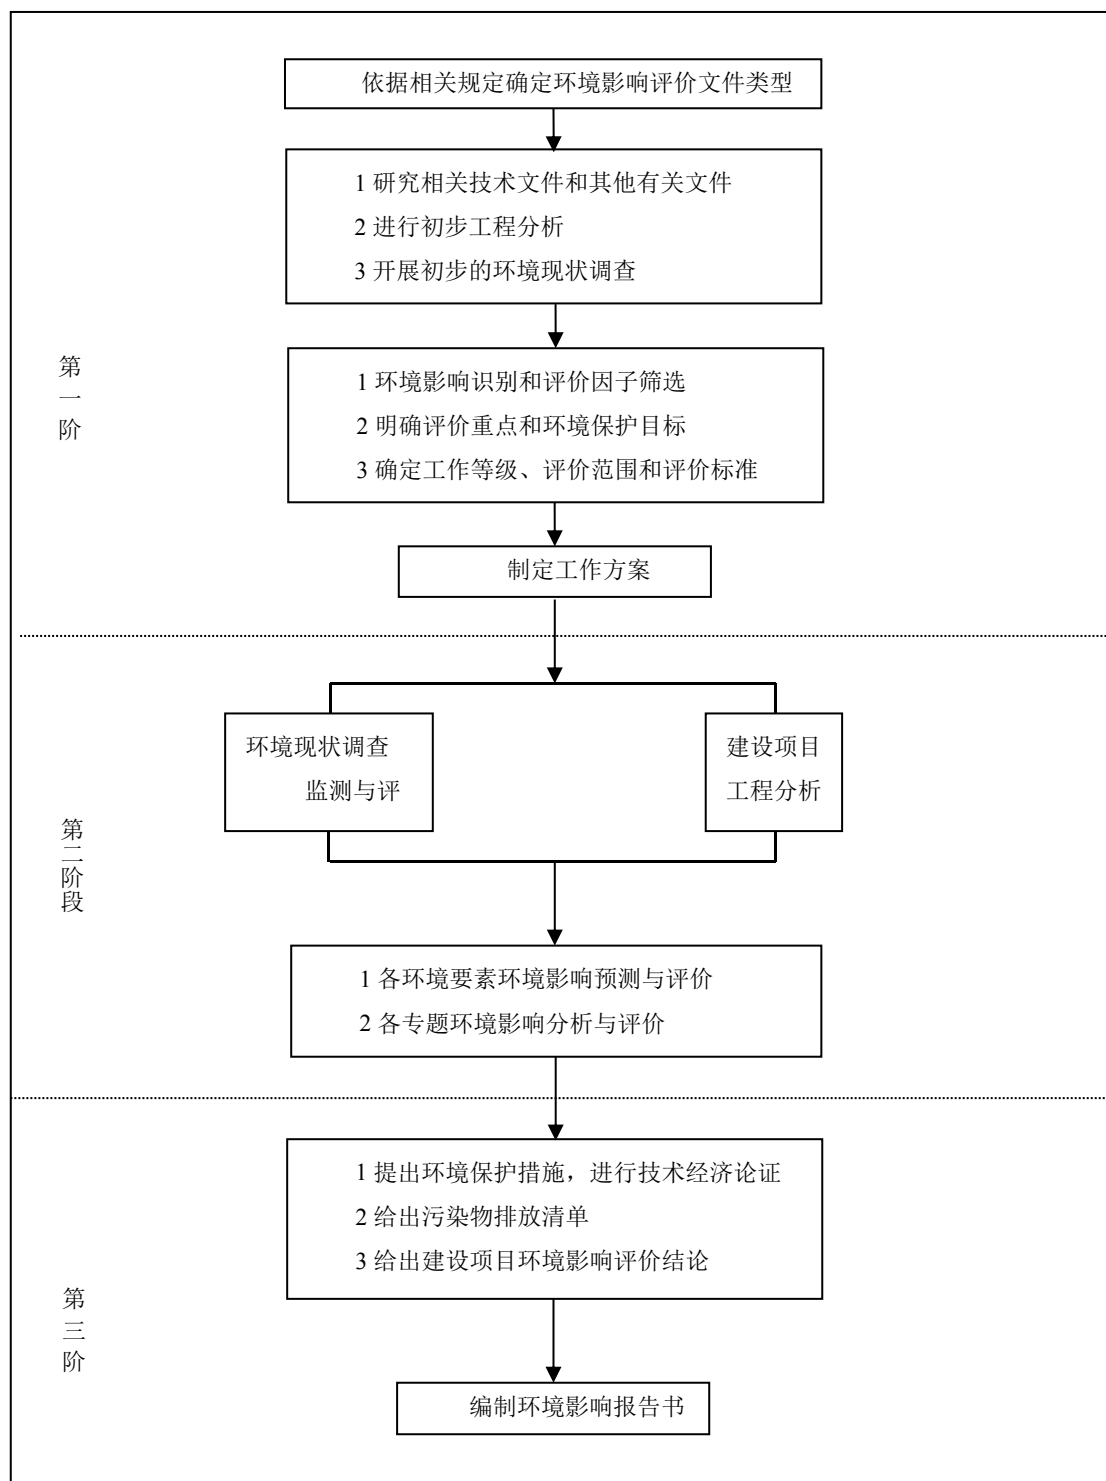 依据相关规定确定环境影响评价文件类型
1 研究相关技术文件和其他有关文件
2 进行初步工程分析
3 开展初步的环境现状调查
第
一
阶
1 环境影响识别和评价因子筛选
2 明确评价重点和环境保护目标
3 确定工作等级、评价范围和评价标准
制定工作方案
环境现状调查
监测与评
建设项目
工程分析
第
二
阶
段
1 各环境要素环境影响预测与评价
2 各专题环境影响分析与评价
1 提出环境保护措施，进行技术经济论证
2 给出污染物排放清单
3 给出建设项目环境影响评价结论
第
三
阶
编制环境影响报告书